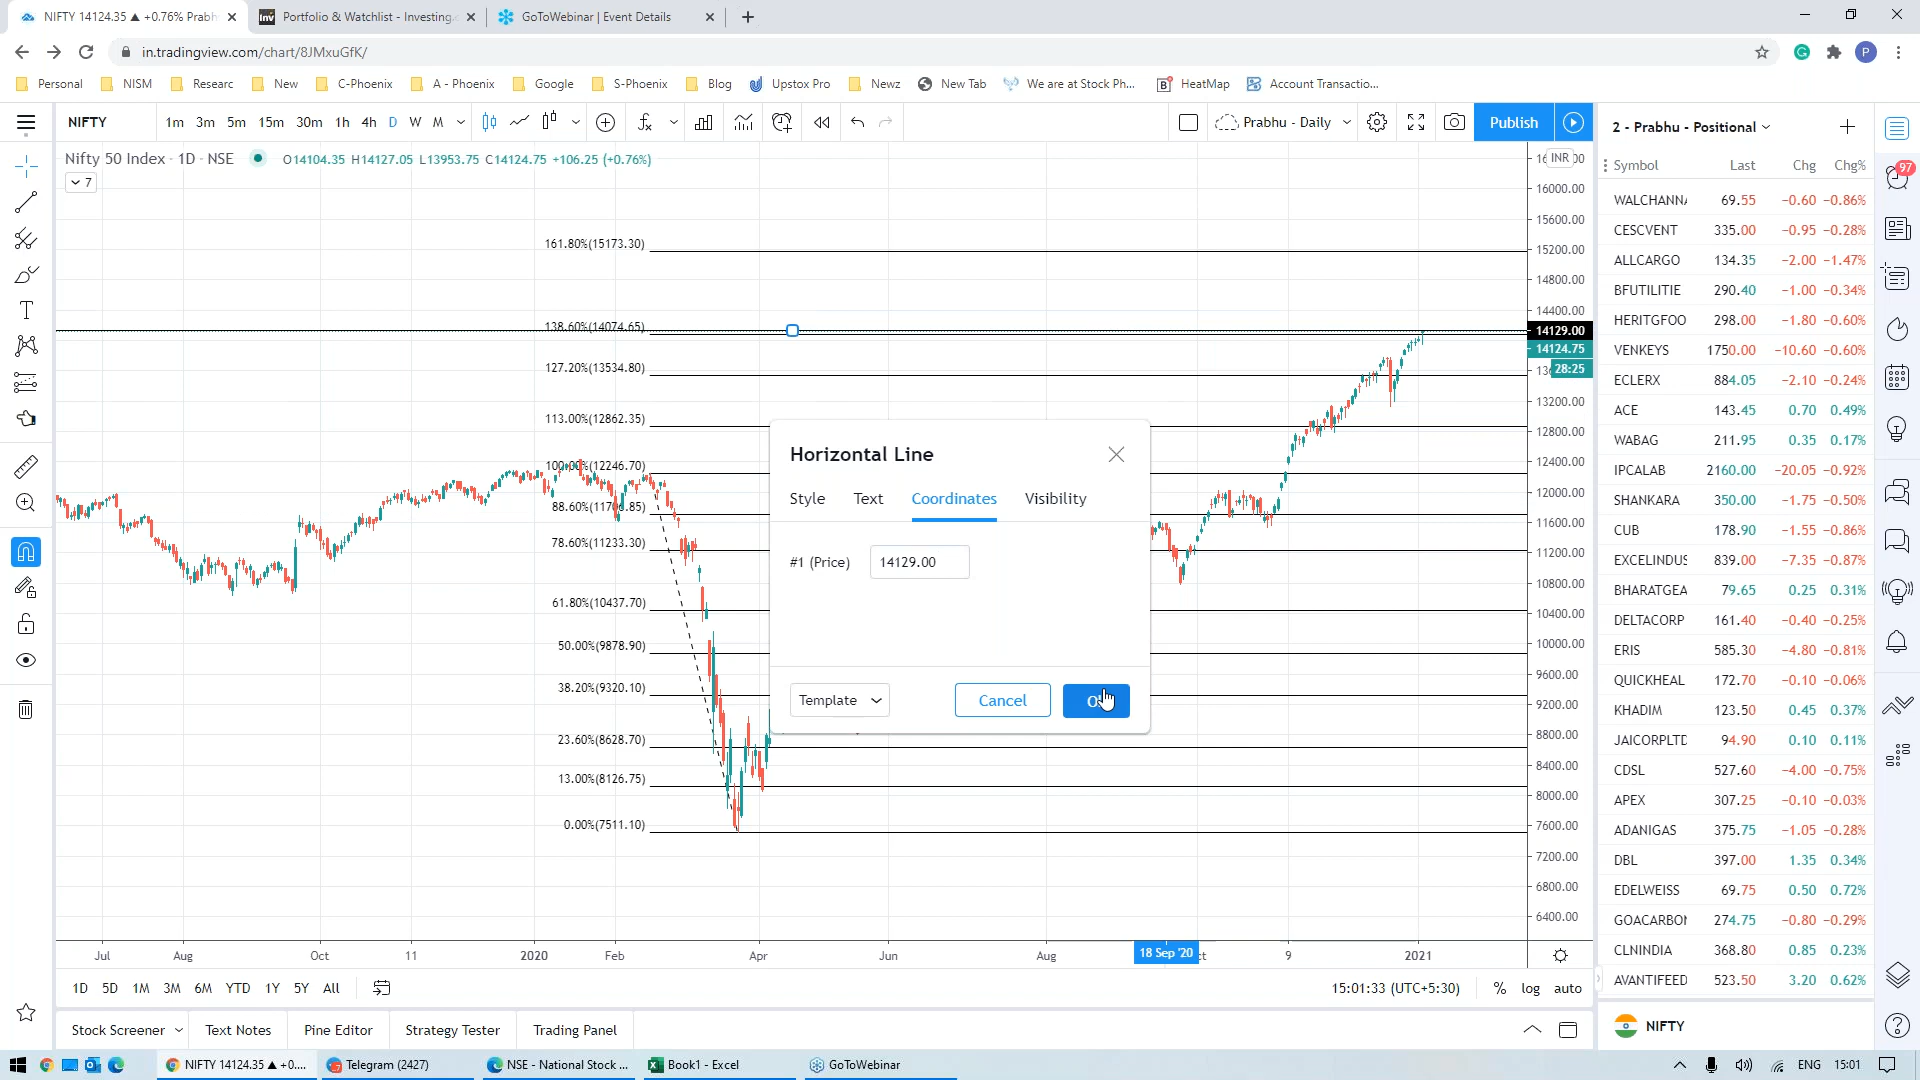 NIFTY 14124.35 ▲ +0.76% Prabh
Portfolio & Watchlist - Investing.c
GoToWebinar | Event Details
in.tradingview.com/chart/8JMxuGfK/
P
Personal
NISM
Researc
New
C-Phoenix
A - Phoenix
Google
S-Phoenix
Blog
Upstox Pro
Newz
New Tab
We are at Stock Ph...
HeatMap
Account Transactio...
NIFTY
1m 3m 5m 15m 30m 1h 4h D W M
Prabhu - Daily
Publish
2 - Prabhu - Positional
Nifty 50 Index · 1D · NSE
O14104.35 H14127.05 L13953.75 C14124.75 +106.25 (+0.76%)
7
INR
16000.00
15600.00
15200.00
14800.00
14400.00
14129.00
14124.75
28:25
13200.00
12800.00
12400.00
12000.00
11600.00
11200.00
10800.00
10400.00
10000.00
9600.00
9200.00
8800.00
8400.00
8000.00
7600.00
7200.00
6800.00
6400.00
161.80%(15173.30)
138.60%(14074.65)
127.20%(13534.80)
113.00%(12862.35)
100.00%(12246.70)
78.60%(11233.30)
61.80%(10437.70)
50.00%(9878.90)
38.20%(9320.10)
23.60%(8628.70)
13.00%(8126.75)
0.00%(7511.10)
Horizontal Line
Style Text Coordinates Visibility
#1 (Price) 14129.00
Template
Cancel
Jul Aug Oct 11 2020 Feb Apr Jun Aug 18 Sep '20 9 2021
1D 5D 1M 3M 6M YTD 1Y 5Y All
15:01:33 (UTC+5:30) % log auto
Stock Screener
Text Notes
Pine Editor
Strategy Tester
Trading Panel
Symbol Last Chg Chg%
WALCHANNA 69.55 −0.60 −0.86%
CESCVENT 335.00 −0.95 −0.28%
ALLCARGO 134.35 −2.00 −1.47%
BFUTILITIE 290.40 −1.00 −0.34%
HERITGFOO 298.00 −1.80 −0.60%
VENKEYS 1750.00 −10.60 −0.60%
ECLERX 884.05 −2.10 −0.24%
ACE 143.45 0.70 0.49%
WABAG 211.95 0.35 0.17%
IPCALAB 2160.00 −20.05 −0.92%
SHANKARA 350.00 −1.75 −0.50%
CUB 178.90 −1.55 −0.86%
EXCELINDUS 839.00 −7.35 −0.87%
BHARATGEA 79.65 0.25 0.31%
DELTACORP 161.40 −0.40 −0.25%
ERIS 585.30 −4.80 −0.81%
QUICKHEAL 172.70 −0.10 −0.06%
KHADIM 123.50 0.45 0.37%
JAICORPLTD 94.90 0.10 0.11%
CDSL 527.60 −4.00 −0.75%
APEX 307.25 −0.10 −0.03%
ADANIGAS 375.75 −1.05 −0.28%
DBL 397.00 1.35 0.34%
EDELWEISS 69.75 0.50 0.72%
GOACARBON 274.75 −0.80 −0.29%
CLNINDIA 368.80 0.85 0.23%
AVANTIFEED 523.50 3.20 0.62%
NIFTY
97
NIFTY 14124.35 ▲ +0....
Telegram (2427)
NSE - National Stock ...
Book1 - Excel
GoToWebinar
ENG 15:01